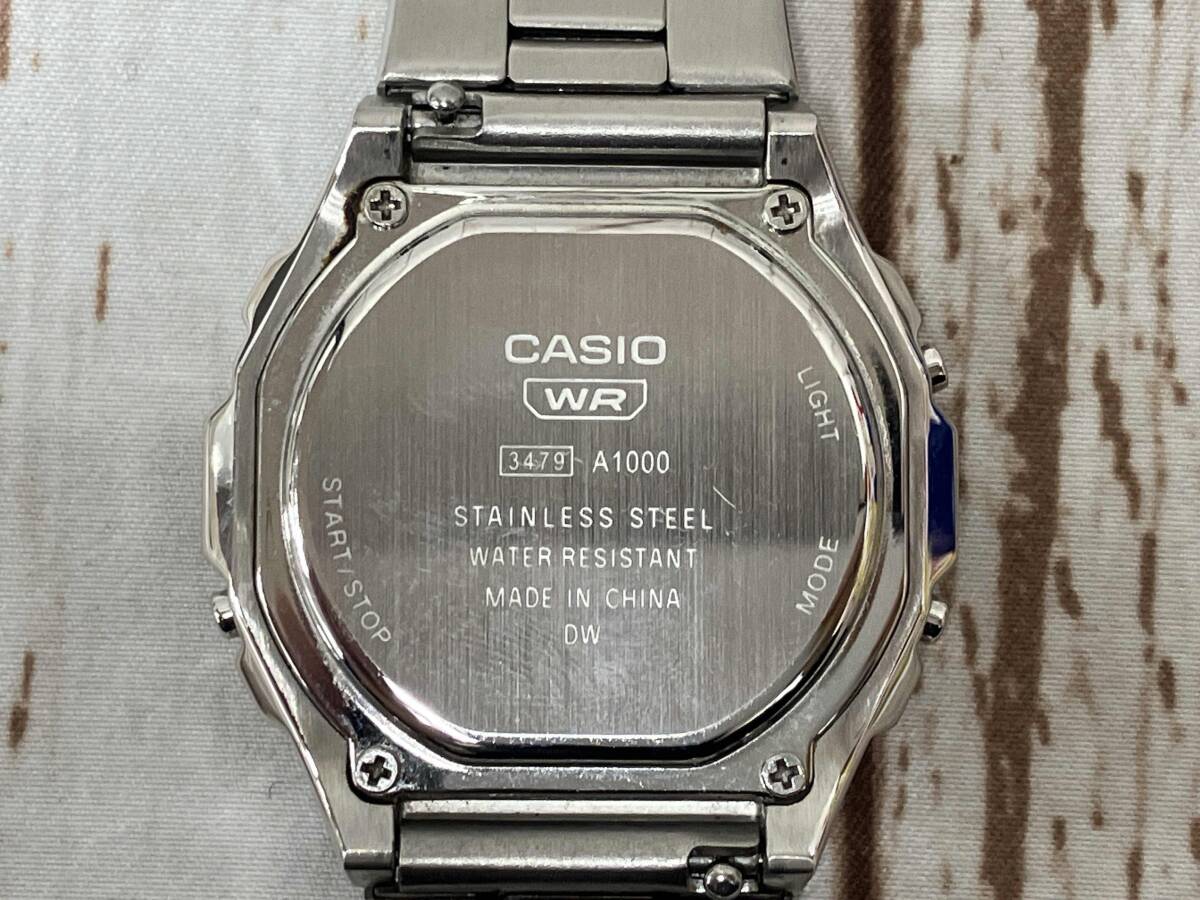 CASIO
WR
3479 A1000
STAINLESS STEEL
WATER RESISTANT
MADE IN CHINA
DW
LIGHT
MODE
START/STOP